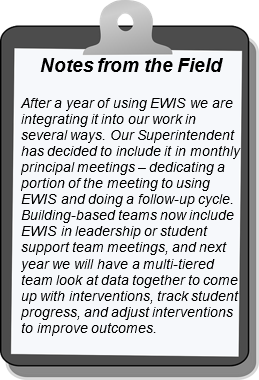 Notes from the Field
After a year of using EWIS we are
integrating it into our work in
several ways. Our Superintendent
has decided to include it in monthly
principal meetings – dedicating a
portion of the meeting to using
EWIS and doing a follow-up cycle.
Building-based teams now include
EWIS in leadership or student
support team meetings, and next
year we will have a multi-tiered
team look at data together to come
up with interventions, track student
progress, and adjust interventions
to improve outcomes.